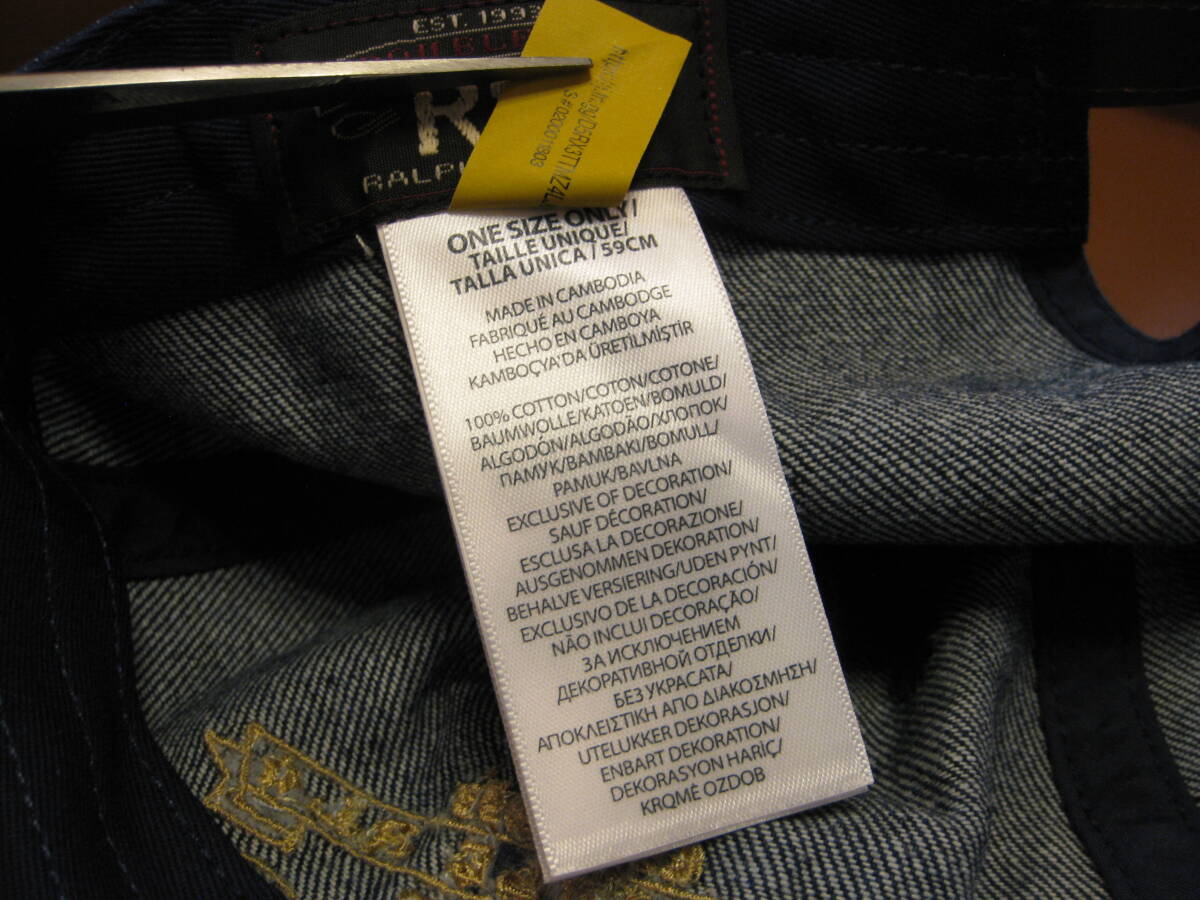 EST. 1993
RALPH
S#0200001803
ONE SIZE ONLY/
TAILLE UNIQUE/
TALLA UNICA / 59CM
MADE IN CAMBODIA
FABRIQUÉ AU CAMBODGE
HECHO EN CAMBOYA
KAMBOÇYA'DA ÜRETILMIŞTIR
100% COTTON/COTON/COTONE/
BAUMWOLLE/KATOEN/BOMULD/
ALGODÓN/ALGODÃO/ХЛОПОК/
ПАМУК/BAMBAKI/BOMULL/
PAMUK/BAVLNA
EXCLUSIVE OF DECORATION/
SAUF DÉCORATION/
ESCLUSA LA DECORAZIONE/
AUSGENOMMEN DEKORATION/
BEHALVE VERSIERING/UDEN PYNT/
EXCLUSIVO DE LA DECORACIÓN/
NÃO INCLUI DECORAÇÃO/
ЗА ИСКЛЮЧЕНИЕМ
ДЕКОРАТИВНОЙ ОТДЕЛКИ/
БЕЗ УКРАСАТА/
ΑΠΟΚΛΕΙΣΤΙΚΗ ΑΠΟ ΔΙΑΚΟΣΜΗΣΗ/
UTELUKKER DEKORASJON/
ENBART DEKORATION/
DEKORASYON HARİÇ/
KRQMĚ OZDOB